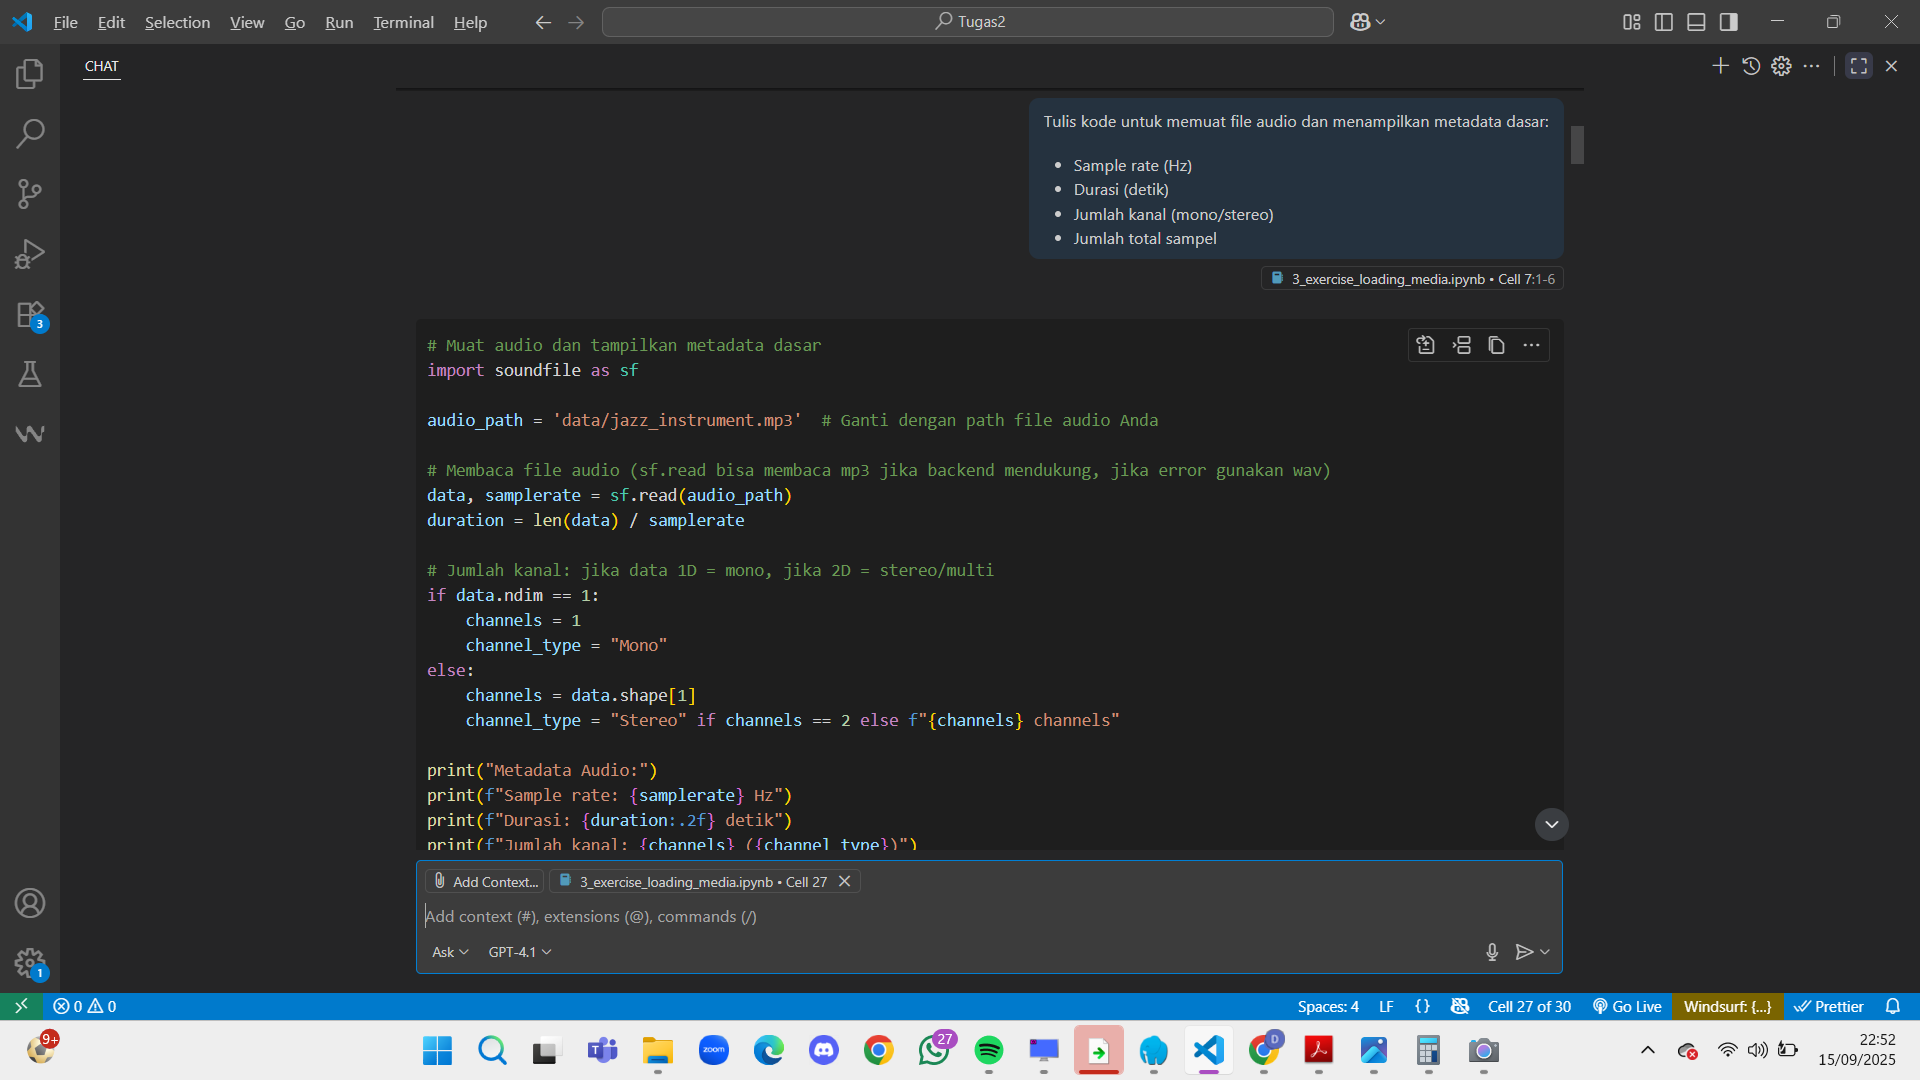 File Edit Selection View Go Run Terminal Help
Tugas2
CHAT
Tulis kode untuk memuat file audio dan menampilkan metadata dasar:
• Sample rate (Hz)
• Durasi (detik)
• Jumlah kanal (mono/stereo)
• Jumlah total sampel
3_exercise_loading_media.ipynb • Cell 7:1-6
# Muat audio dan tampilkan metadata dasar
import soundfile as sf
audio_path = 'data/jazz_instrument.mp3'  # Ganti dengan path file audio Anda
# Membaca file audio (sf.read bisa membaca mp3 jika backend mendukung, jika error gunakan wav)
data, samplerate = sf.read(audio_path)
duration = len(data) / samplerate
# Jumlah kanal: jika data 1D = mono, jika 2D = stereo/multi
if data.ndim == 1:
    channels = 1
    channel_type = "Mono"
else:
    channels = data.shape[1]
    channel_type = "Stereo" if channels == 2 else f"{channels} channels"
print("Metadata Audio:")
print(f"Sample rate: {samplerate} Hz")
print(f"Durasi: {duration:.2f} detik")
print(f"Jumlah kanal: {channels} ({channel_type})")
Add Context...
3_exercise_loading_media.ipynb • Cell 27
Add context (#), extensions (@), commands (/)
Ask GPT-4.1
3
1
0 0
Spaces: 4 LF {} Cell 27 of 30 Go Live Windsurf: {...} Prettier
9+
zoom
27
D
22:52
15/09/2025